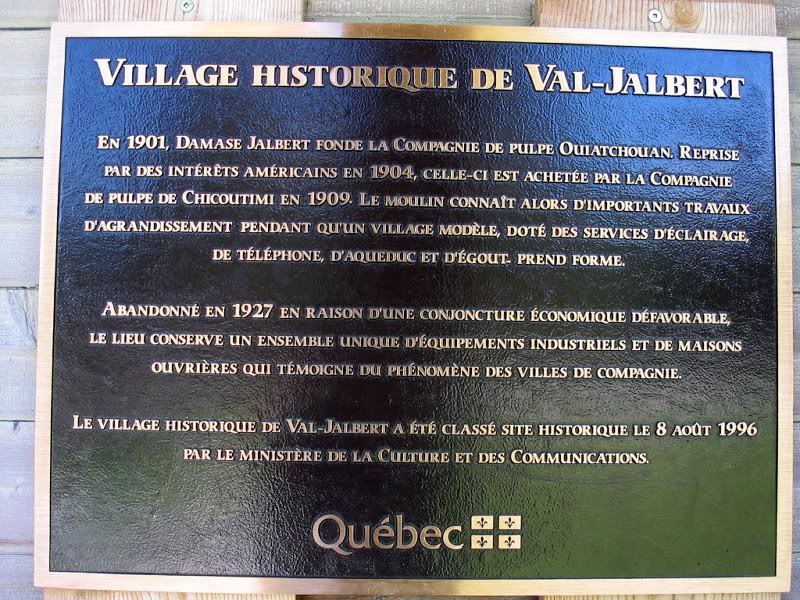 VILLAGE HISTORIQUE DE VAL-JALBERT
EN 1901, DAMASE JALBERT FONDE LA COMPAGNIE DE PULPE OUIATCHOUAN. REPRISE
PAR DES INTÉRÊTS AMÉRICAINS EN 1904, CELLE-CI EST ACHETÉE PAR LA COMPAGNIE
DE PULPE DE CHICOUTIMI EN 1909. LE MOULIN CONNAÎT ALORS D'IMPORTANTS TRAVAUX
D'AGRANDISSEMENT PENDANT QU'UN VILLAGE MODÈLE, DOTÉ DES SERVICES D'ÉCLAIRAGE,
DE TÉLÉPHONE, D'AQUEDUC ET D'ÉGOUT- PREND FORME.
ABANDONNÉ EN 1927 EN RAISON D'UNE CONJONCTURE ÉCONOMIQUE DÉFAVORABLE,
LE LIEU CONSERVE UN ENSEMBLE UNIQUE D'ÉQUIPEMENTS INDUSTRIELS ET DE MAISONS
OUVRIÈRES QUI TÉMOIGNE DU PHÉNOMÈNE DES VILLES DE COMPAGNIE.
LE VILLAGE HISTORIQUE DE VAL-JALBERT A ÉTÉ CLASSÉ SITE HISTORIQUE LE 8 AOÛT 1996
PAR LE MINISTÈRE DE LA CULTURE ET DES COMMUNICATIONS.
Québec